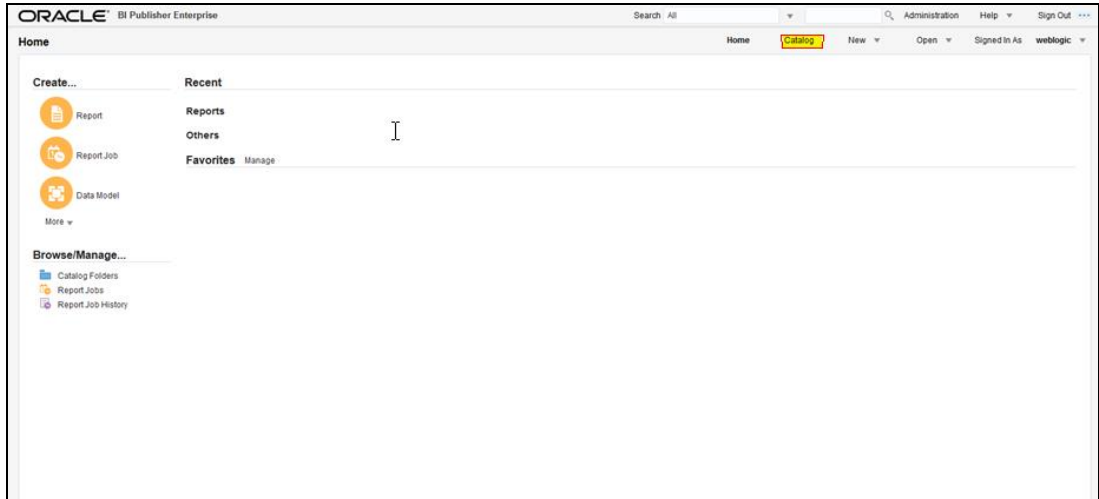 ORACLE BI Publisher Enterprise Search All Administration Help Sign Out
Home Home Catalog New Open Signed In As weblogic
Create...
Report
Report Job
Data Model
More
Browse/Manage...
Catalog Folders
Report Jobs
Report Job History
Recent
Reports
Others
Favorites Manage